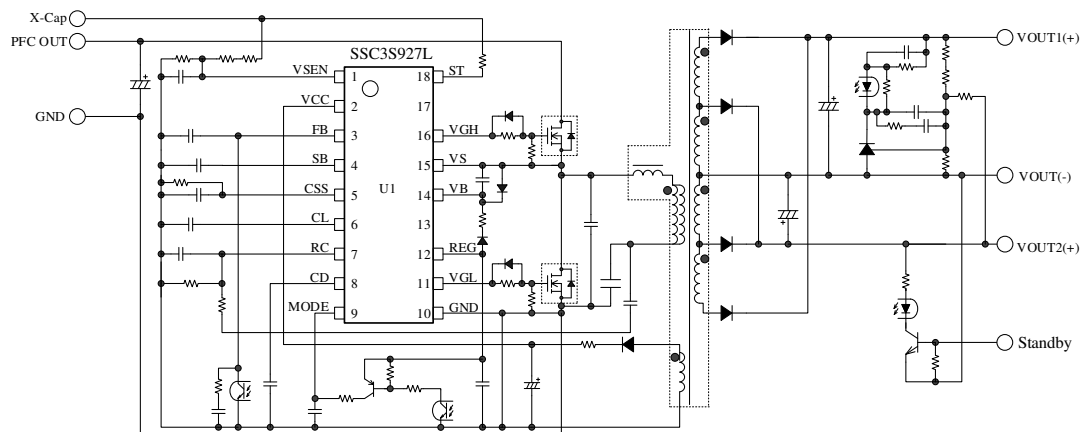 X-Cap
PFC OUT
GND
SSC3S927L
U1
VSEN 1
VCC 2
FB 3
SB 4
CSS 5
CL 6
RC 7
CD 8
MODE 9
18 ST
17
16 VGH
15 VS
14 VB
13
12 REG
11 VGL
10 GND
VOUT1(+)
VOUT(-)
VOUT2(+)
Standby